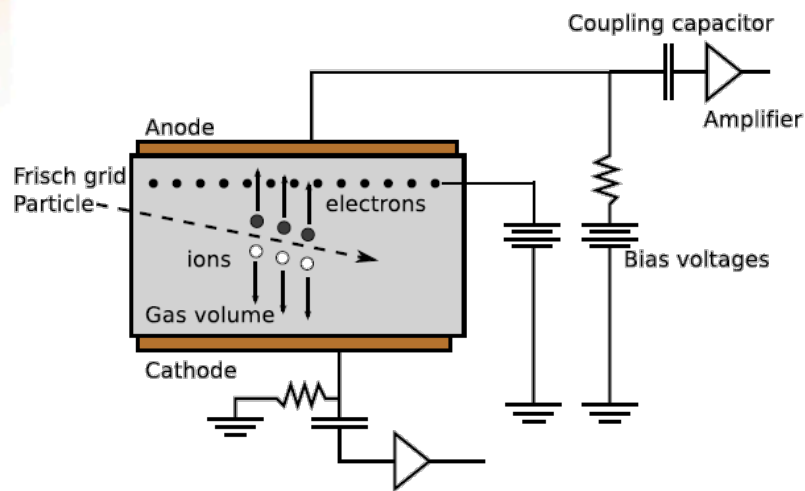 Coupling capacitor
Amplifier
Anode
Frisch grid
Particle
electrons
ions
Bias voltages
Gas volume
Cathode